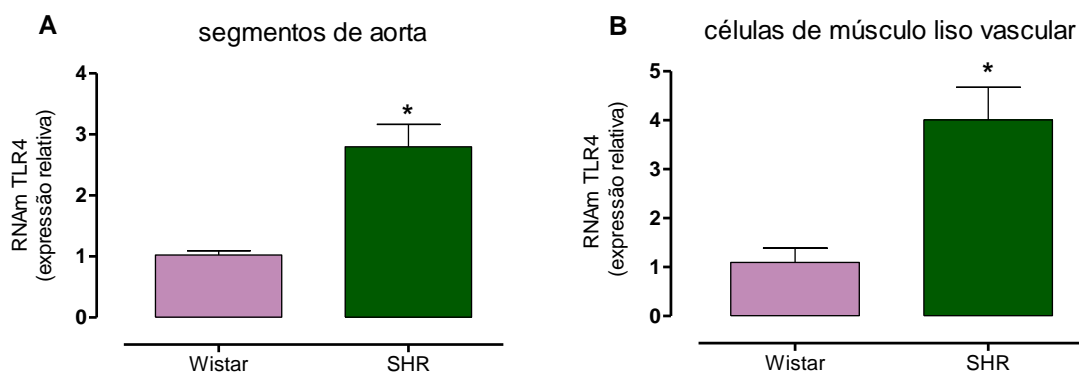 A
segmentos de aorta
RNAm TLR4
(expressão relativa)
4
3
2
1
0
*
Wistar
SHR
B
células de músculo liso vascular
RNAm TLR4
(expressão relativa)
5
4
3
2
1
0
*
Wistar
SHR